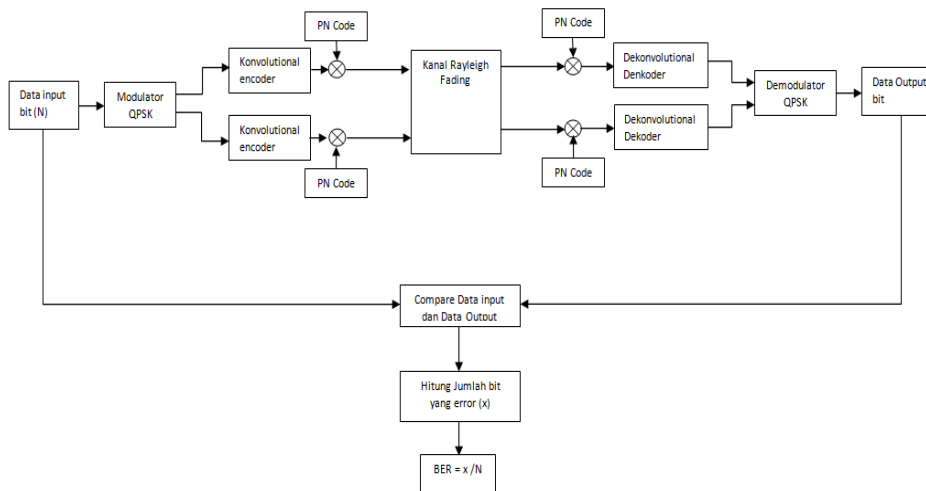 PN Code
PN Code
Konvolutional
encoder
Kanal Rayleigh
Fading
Dekonvolutional
Denkoder
Data input
bit (N)
Modulator
QPSK
Demodulator
QPSK
Data Output
bit
Konvolutional
encoder
Dekonvolutional
Dekoder
PN Code
PN Code
Compare Data input
dan Data Output
Hitung Jumlah bit
yang error (x)
BER = x /N